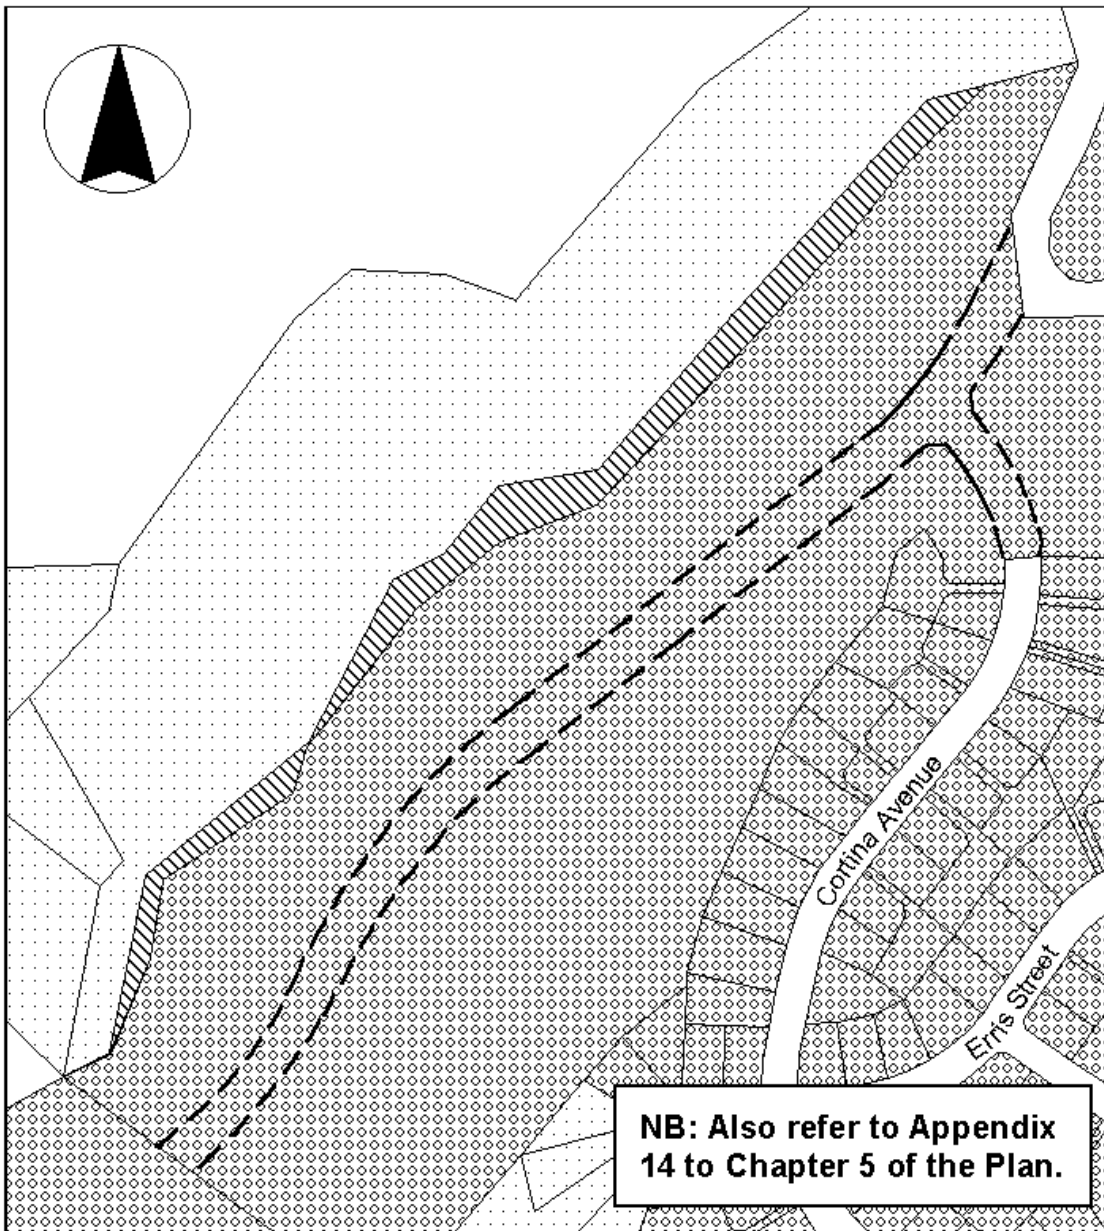 Cortina Avenue
Erris Street
NB: Also refer to Appendix
14 to Chapter 5 of the Plan.